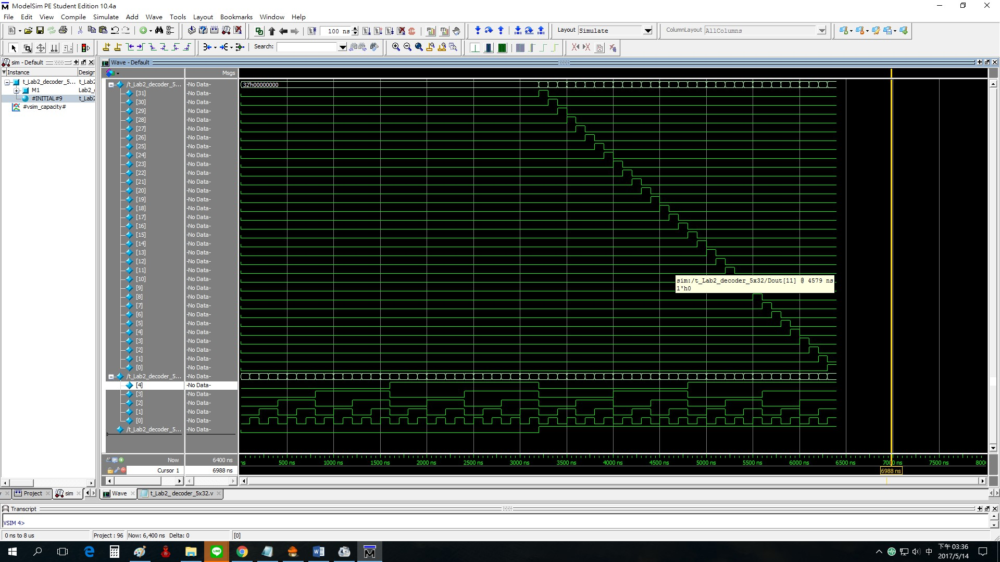 ModelSim PE Student Edition 10.4a
File Edit View Compile Simulate Add Wave Tools Layout Bookmarks Window Help
100 ns
Layout Simulate
ColumnLayout AllColumns
Search:
sim - Default
Wave - Default
Instance Design
t_Lab2_decoder_5... t_Lab2
M1 Lab2_
#INITIAL#9 t_Lab2
#vsim_capacity#
Msgs
/t_Lab2_decoder_5... -No Data- 32'h00000000
[31] -No Data-
[30] -No Data-
[29] -No Data-
[28] -No Data-
[27] -No Data-
[26] -No Data-
[25] -No Data-
[24] -No Data-
[23] -No Data-
[22] -No Data-
[21] -No Data-
[20] -No Data-
[19] -No Data-
[18] -No Data-
[17] -No Data-
[16] -No Data-
[15] -No Data-
[14] -No Data-
[13] -No Data-
[12] -No Data-
[11] -No Data-
[10] -No Data-
[9] -No Data-
[8] -No Data-
[7] -No Data-
[6] -No Data-
[5] -No Data-
[4] -No Data-
[3] -No Data-
[2] -No Data-
[1] -No Data-
[0] -No Data-
sim:/t_Lab2_decoder_5x32/Dout[11] @ 4579 ns
1'h0
/t_Lab2_decoder_5... -No Data-
[4] -No Data-
[3] -No Data-
[2] -No Data-
[1] -No Data-
[0] -No Data-
/t_Lab2_decoder_5... -No Data-
Now 6400 ns
ns 500 ns 1000 ns 1500 ns 2000 ns 2500 ns 3000 ns 3500 ns 4000 ns 4500 ns 5000 ns 5500 ns 6000 ns 6500 ns 7000 ns 7500 ns 800
Cursor 1 6988 ns
6988 ns
Project sim
Wave t_Lab2_ decoder_5x32.v
Transcript
VSIM 4>
0 ns to 8 us Project : 96 Now: 6,400 ns Delta: 0 [0]
LINE
中
下午 03:36
2017/5/14